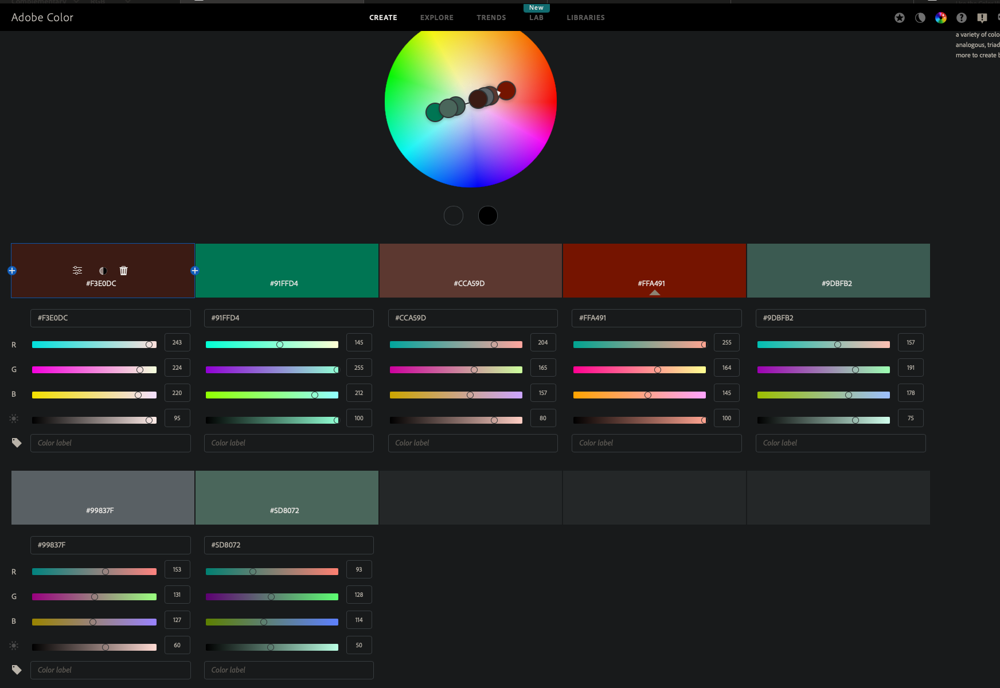 Complementary RGB
New
Adobe Color CREATE EXPLORE TRENDS LAB LIBRARIES
a variety of colo
analogous, triad
more to create b
#F3E0DC #91FFD4 #CCA59D #FFA491 #9DBFB2
#F3E0DC #91FFD4 #CCA59D #FFA491 #9DBFB2
R 243 145 204 255 157
G 224 255 165 164 191
B 220 212 157 145 178
95 100 80 100 75
Color label Color label Color label Color label Color label
#99837F #5D8072
#99837F #5D8072
R 153 93
G 131 128
B 127 114
60 50
Color label Color label